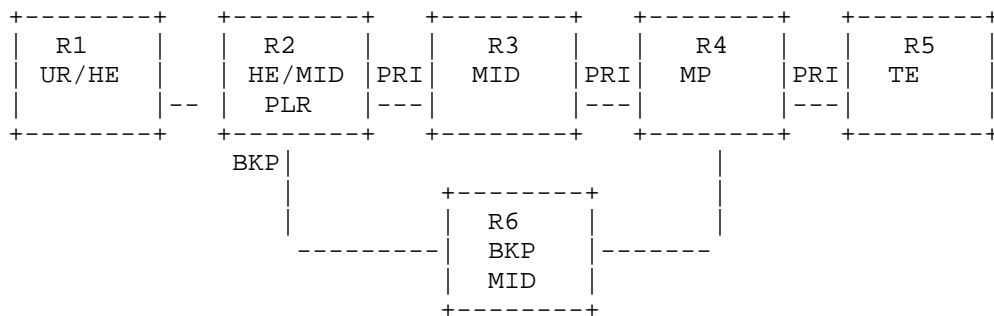 R1 R2 R3 R4 R5
UR/HE HE/MID PRI MID PRI MP PRI TE
PLR
BKP
R6
BKP
MID